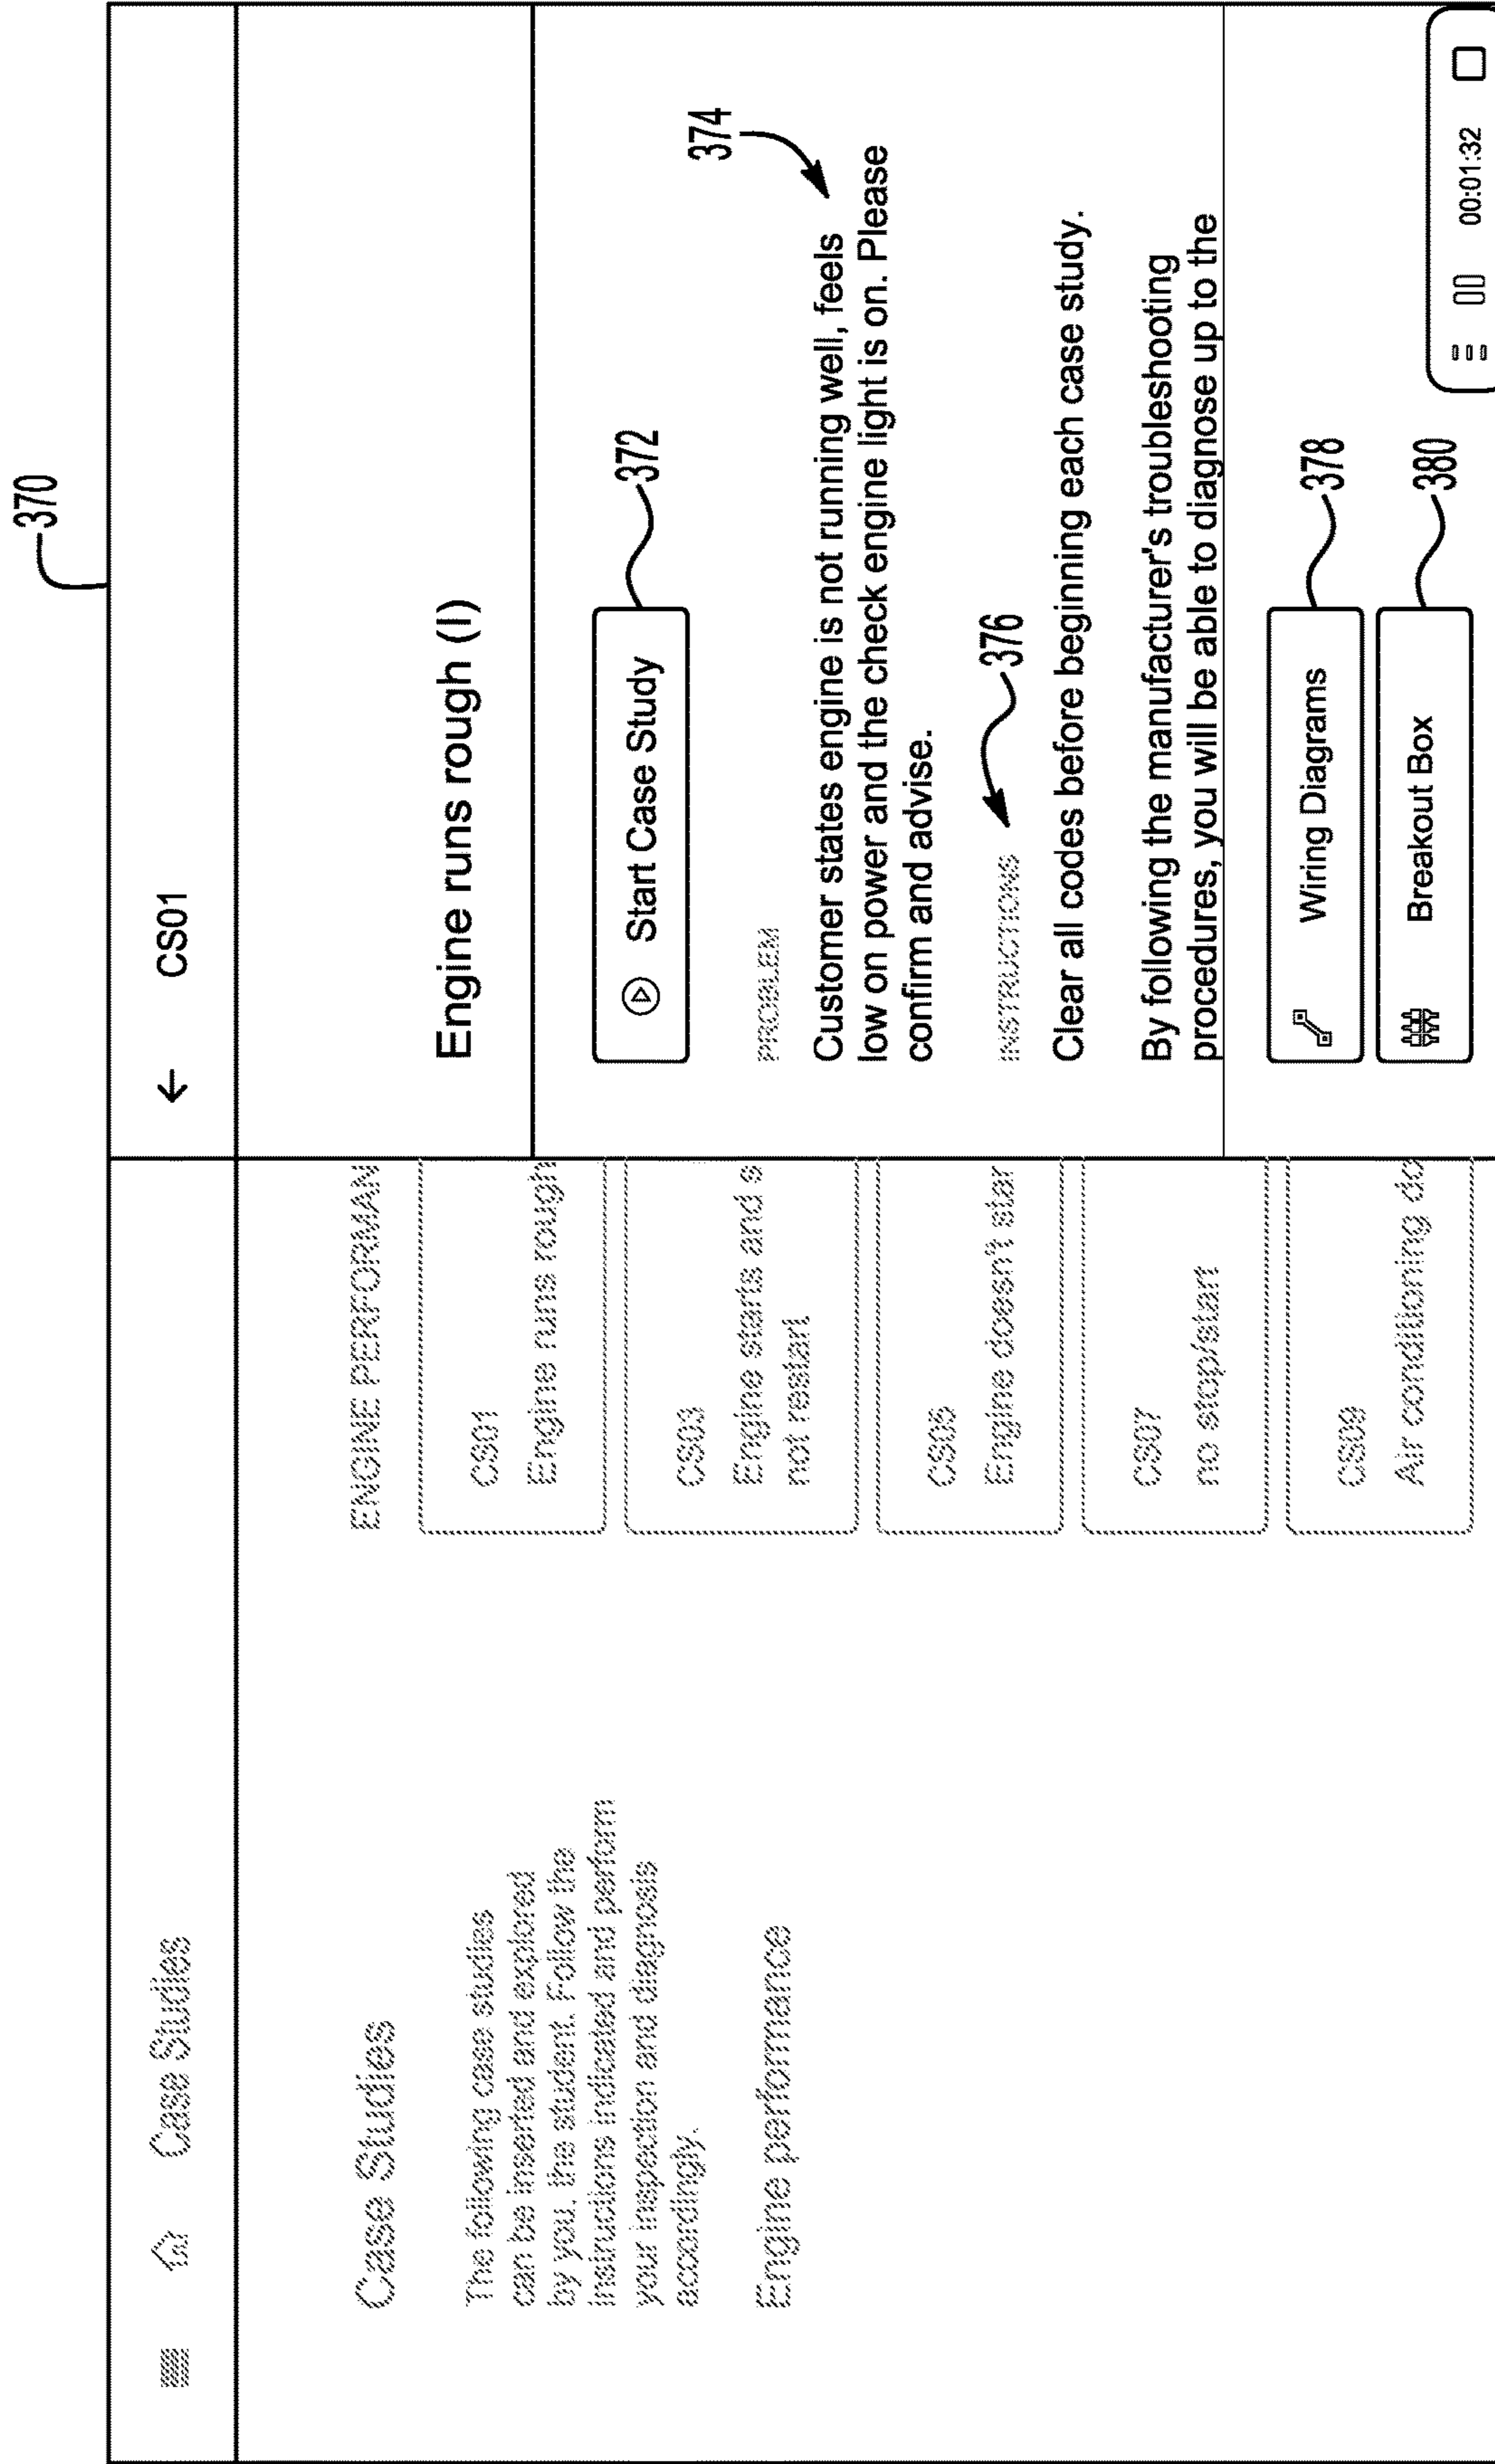 370
Case Studies
Case Studies
The following case studies
can be inserted and explored
by you, the student. Follow the
instructions indicated and perform
your inspection and diagnosis
accordingly.
Engine performance
ENGINE PERFORMAN
CS01
Engine runs rough
CS03
Engine starts and s
not restart
CS05
Engine doesn't star
CS07
no stop/start
CS09
Air conditioning do
← CS01
Engine runs rough (I)
Start Case Study
372
PROBLEM
374
Customer states engine is not running well, feels
low on power and the check engine light is on. Please
confirm and advise.
INSTRUCTIONS
376
Clear all codes before beginning each case study.
By following the manufacturer's troubleshooting
procedures, you will be able to diagnose up to the
Wiring Diagrams
378
Breakout Box
380
00:01:32